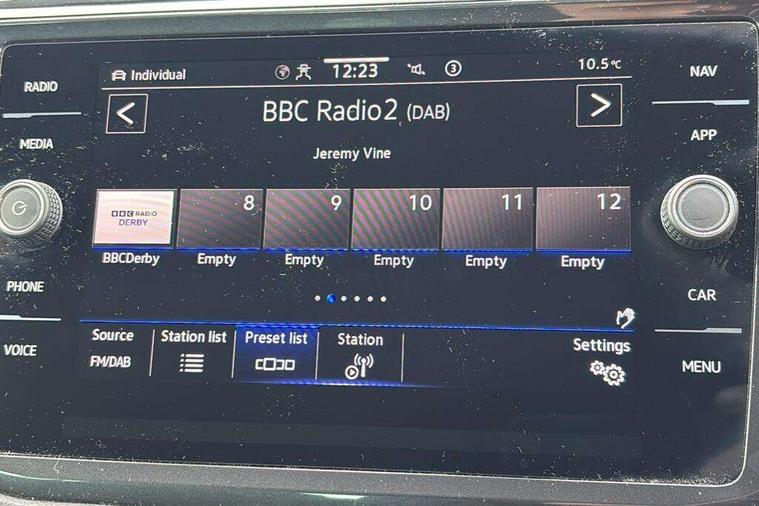 RADIO
MEDIA
PHONE
VOICE
Individual
12:23
3
10.5°C
BBC Radio2 (DAB)
Jeremy Vine
BBC RADIO
DERBY
8 9 10 11 12
BBCDerby Empty Empty Empty Empty Empty
Source Station list Preset list Station Settings
FM/DAB
NAV
APP
CAR
MENU